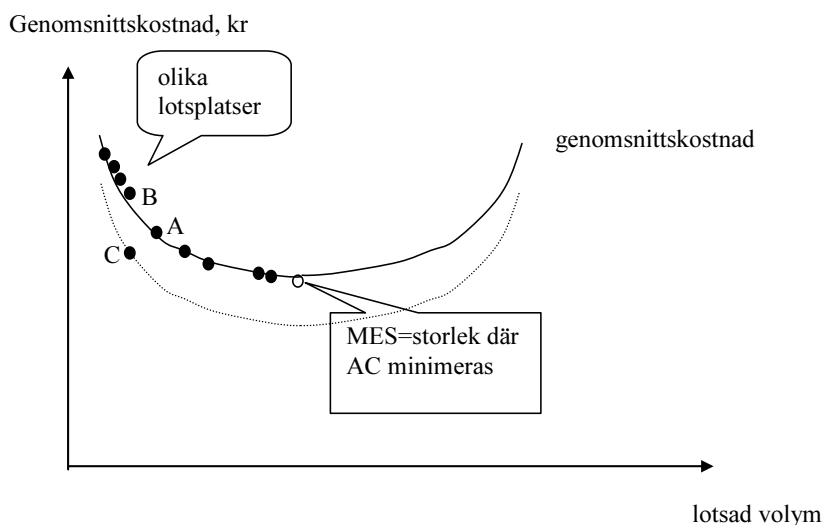 Genomsnittskostnad, kr
olika
lotsplatser
genomsnittskostnad
B
A
C
MES=storlek där
AC minimeras
lotsad volym